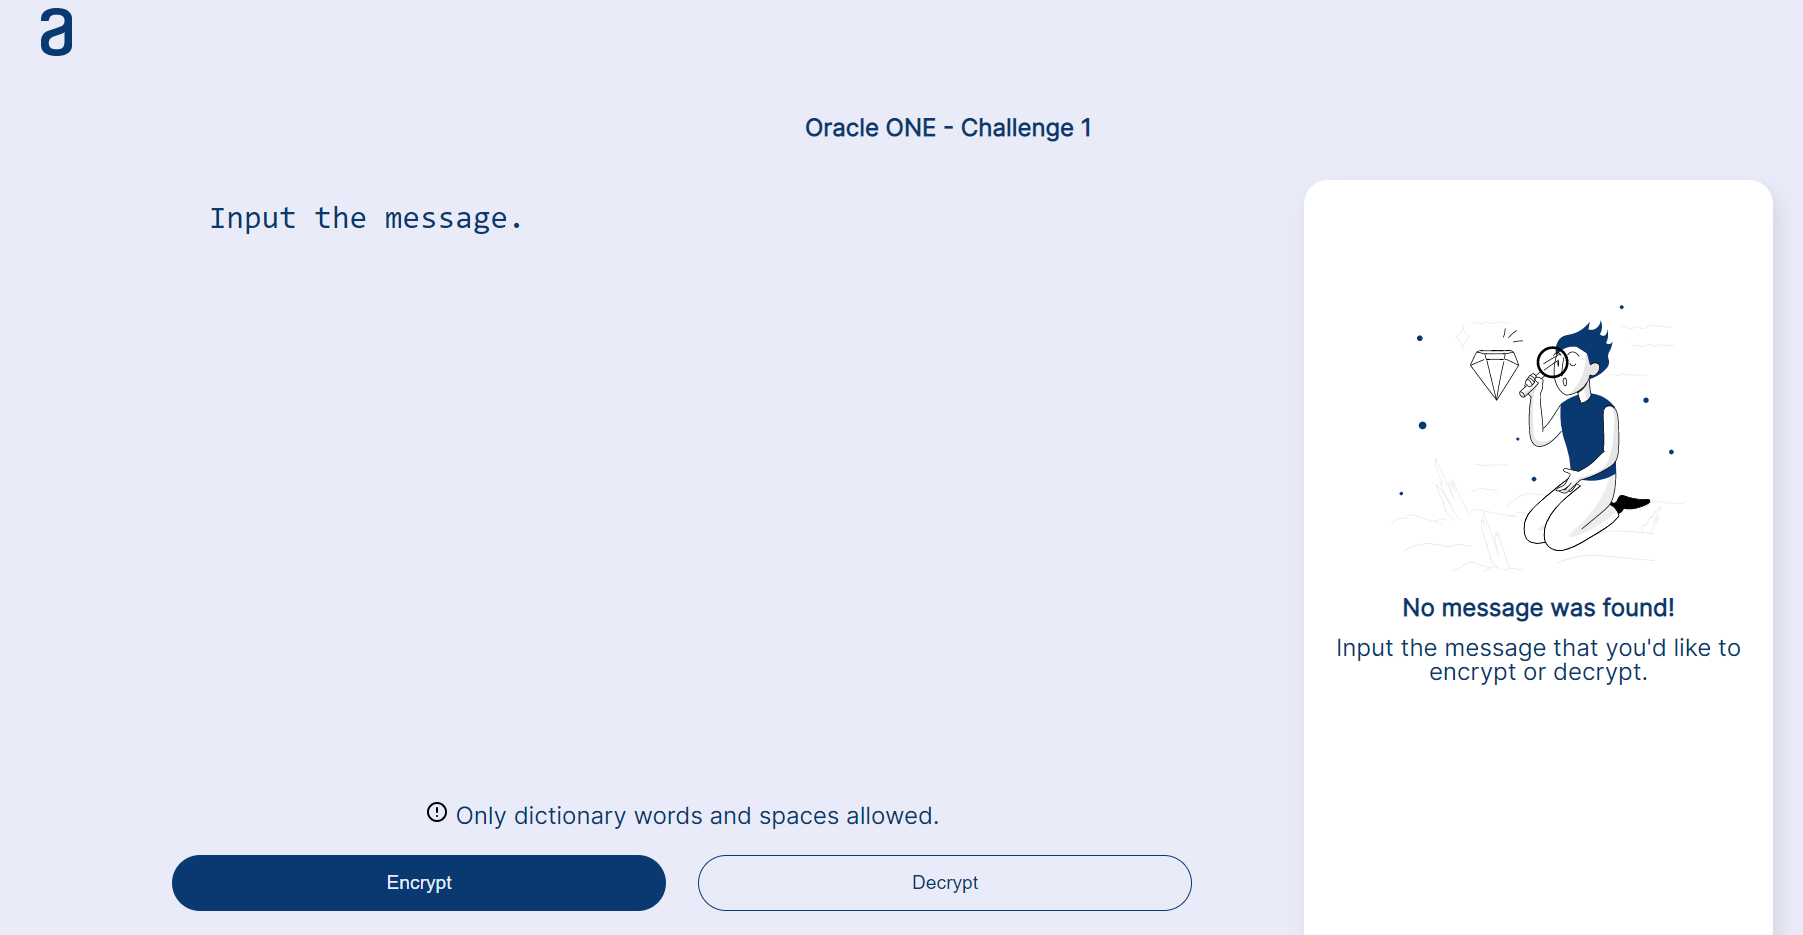 a
Oracle ONE - Challenge 1
Input the message.
No message was found!
Input the message that you'd like to
encrypt or decrypt.
Only dictionary words and spaces allowed.
Encrypt
Decrypt